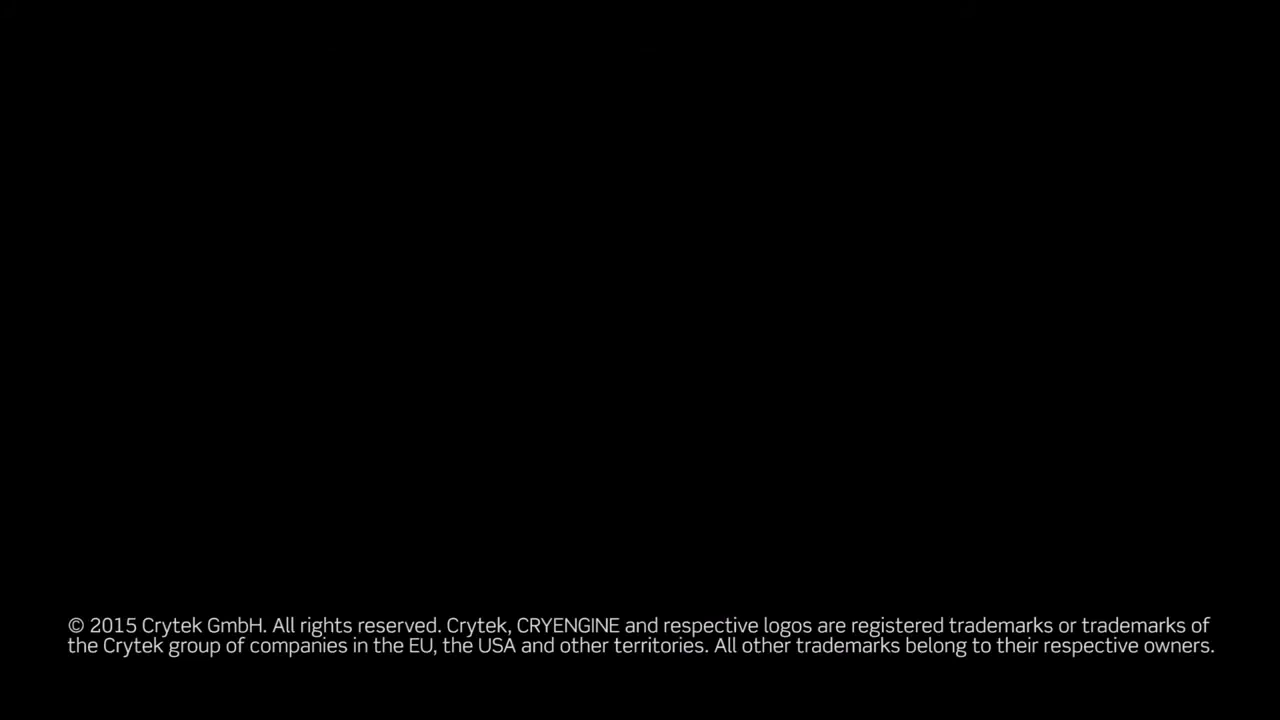 © 2015 Crytek GmbH. All rights reserved. Crytek, CRYENGINE and respective logos are registered trademarks or trademarks of
the Crytek group of companies in the EU, the USA and other territories. All other trademarks belong to their respective owners.